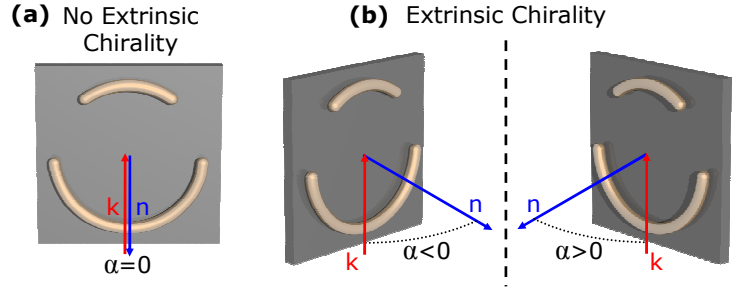 (a) No Extrinsic
Chirality
k n
α=0
(b) Extrinsic Chirality
n
k
α<0
n
α>0
k